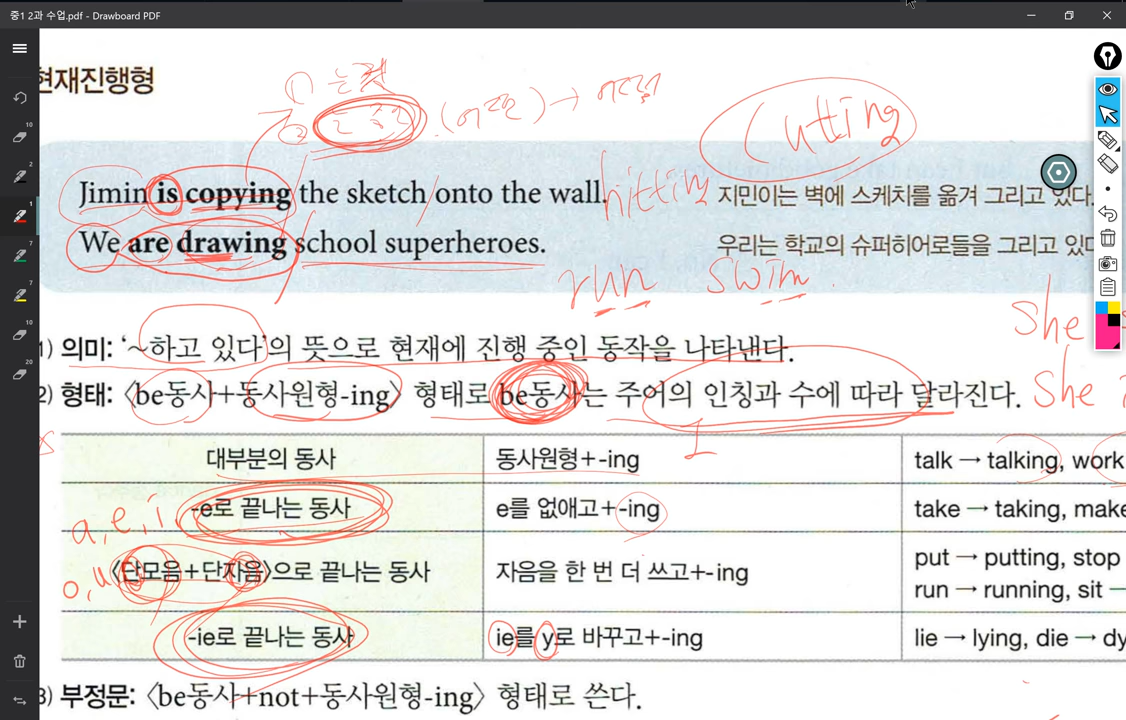 중1 2과 수업.pdf - Drawboard PDF
현재진행형
① 는 것
② 는 중인 (어조문) →
cutting
Jimin is copying the sketch onto the wall. hitting 지민이는 벽에 스케치를 옮겨 그리고 있다.
We are drawing school superheroes. 우리는 학교의 슈퍼히어로들을 그리고 있다
run swim
She
1) 의미: ‘~하고 있다’의 뜻으로 현재에 진행 중인 동작을 나타낸다.
2) 형태: 〈be동사+동사원형-ing〉 형태로 be동사는 주어의 인칭과 수에 따라 달라진다. She
I
대부분의 동사 동사원형+-ing talk → talking, work
-e로 끝나는 동사 e를 없애고+-ing take → taking, make
a, e, i,
o, u 〈단모음+단자음〉으로 끝나는 동사 자음을 한 번 더 쓰고+-ing put → putting, stop
run → running, sit →
-ie로 끝나는 동사 ie를 y로 바꾸고+-ing lie → lying, die → dy
3) 부정문: 〈be동사+not+동사원형-ing〉 형태로 쓴다.